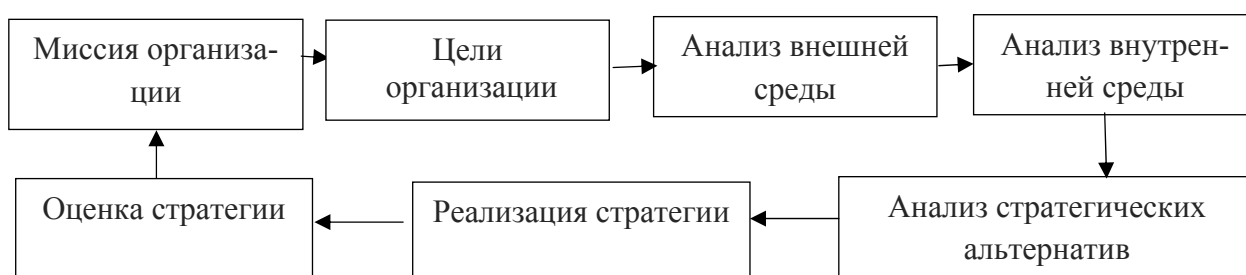 Миссия организа-
ции
Цели
организации
Анализ внешней
среды
Анализ внутрен-
ней среды
Оценка стратегии
Реализация стратегии
Анализ стратегических
альтернатив